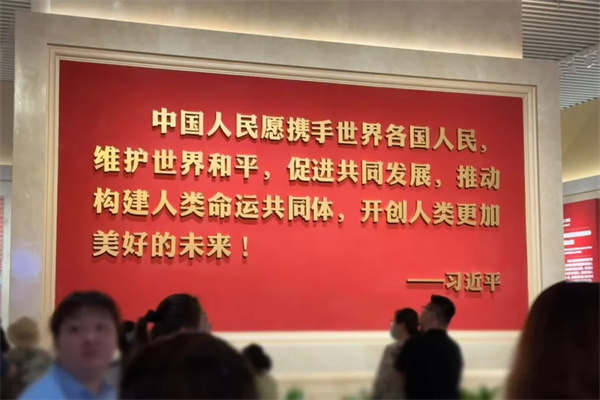 中国人民愿携手世界各国人民，
维护世界和平，促进共同发展，推动
构建人类命运共同体，开创人类更加
美好的未来！
——习近平